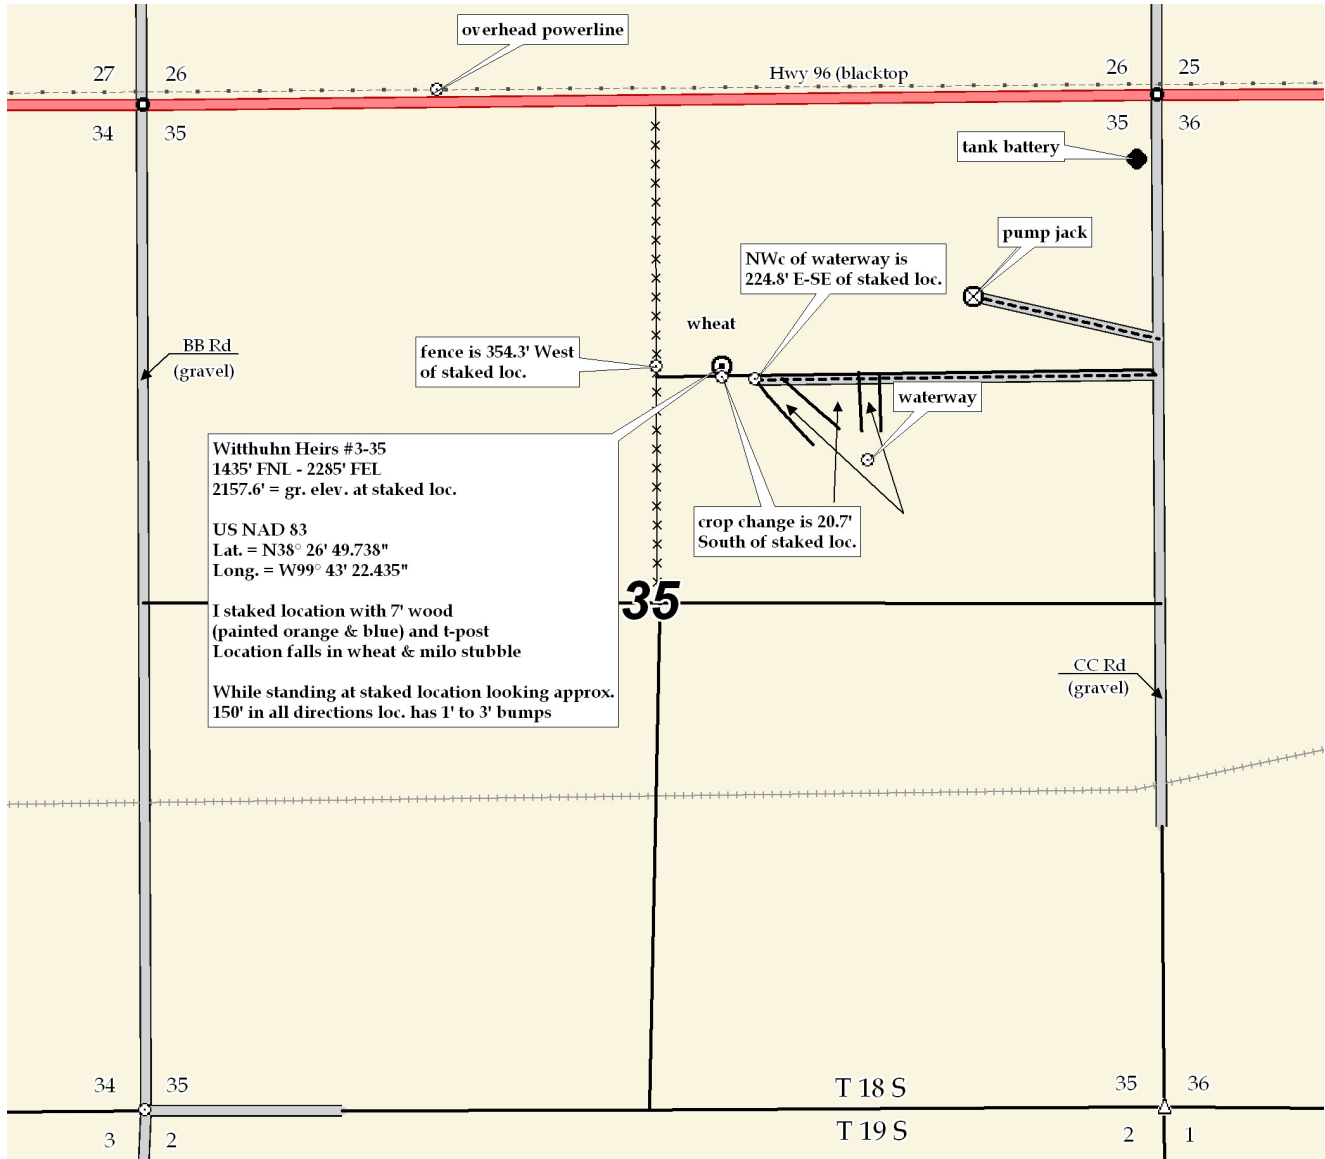 overhead powerline
27
26
Hwy 96 (blacktop
26
25
34
35
35
36
tank battery
pump jack
NWc of waterway is
224.8' E-SE of staked loc.
wheat
BB Rd
(gravel)
fence is 354.3' West
of staked loc.
waterway
Witthuhn Heirs #3-35
1435' FNL - 2285' FEL
2157.6' = gr. elev. at staked loc.
US NAD 83
Lat. = N38° 26' 49.738"
Long. = W99° 43' 22.435"
I staked location with 7' wood
(painted orange & blue) and t-post
Location falls in wheat & milo stubble
While standing at staked location looking approx.
150' in all directions loc. has 1' to 3' bumps
crop change is 20.7'
South of staked loc.
35
CC Rd
(gravel)
34
35
T 18 S
35
36
3
2
T 19 S
2
1